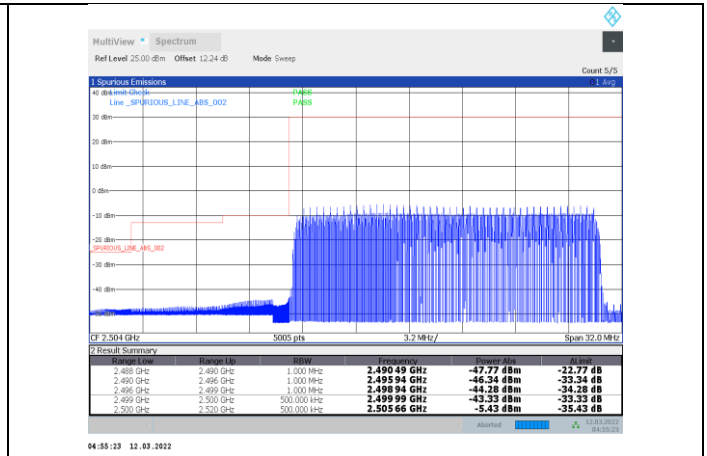 MultiView Spectrum
Ref Level 25.00 dBm Offset 12.24 dB Mode Sweep
Count 5/5
1 Spurious Emissions 1 Avg
Limit Check PASS
Line _SPURIOUS_LINE_ABS_002 PASS
30 dBm
20 dBm
10 dBm
0 dBm
-10 dBm
-20 dBm
_SPURIOUS_LINE_ABS_002
-30 dBm
-40 dBm
CF 2.504 GHz 5005 pts 3.2 MHz/ Span 32.0 MHz
2 Result Summary
Range Low Range Up RBW Frequency Power Abs ΔLimit
2.488 GHz 2.490 GHz 1.000 MHz 2.490 49 GHz -47.77 dBm -22.77 dB
2.490 GHz 2.496 GHz 1.000 MHz 2.495 94 GHz -46.34 dBm -33.34 dB
2.496 GHz 2.499 GHz 1.000 MHz 2.498 94 GHz -44.28 dBm -34.28 dB
2.499 GHz 2.500 GHz 500.000 kHz 2.499 99 GHz -43.33 dBm -33.33 dB
2.500 GHz 2.520 GHz 500.000 kHz 2.505 66 GHz -5.43 dBm -35.43 dB
Aborted 12.03.2022
04:55:23
04:55:23 12.03.2022